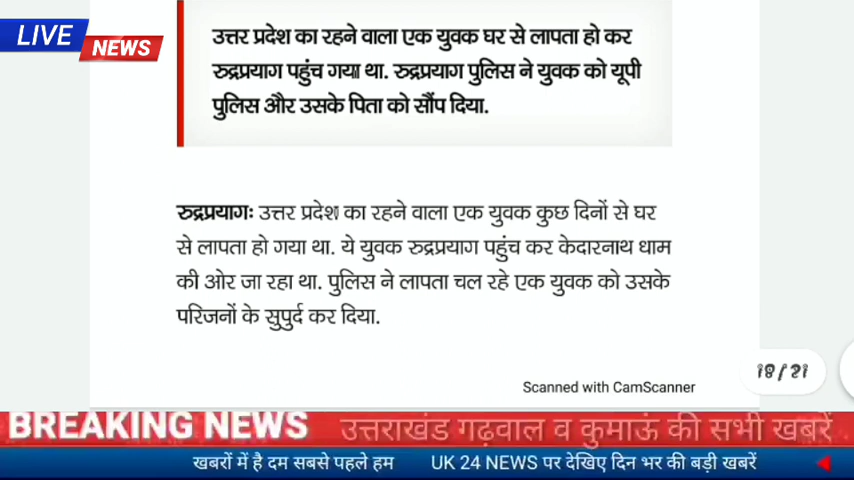 LIVE
NEWS
उत्तर प्रदेश का रहने वाला एक युवक घर से लापता हो कर
रुद्रप्रयाग पहुंच गया था. रुद्रप्रयाग पुलिस ने युवक को यूपी
पुलिस और उसके पिता को सौंप दिया.
रुद्रप्रयागः उत्तर प्रदेश का रहने वाला एक युवक कुछ दिनों से घर
से लापता हो गया था. ये युवक रुद्रप्रयाग पहुंच कर केदारनाथ धाम
की ओर जा रहा था. पुलिस ने लापता चल रहे एक युवक को उसके
परिजनों के सुपुर्द कर दिया.
Scanned with CamScanner
BREAKING NEWS
उत्तराखंड गढ़वाल व कुमाऊं की सभी खबरें
खबरों में है दम सबसे पहले हम UK 24 NEWS पर देखिए दिन भर की बड़ी खबरें